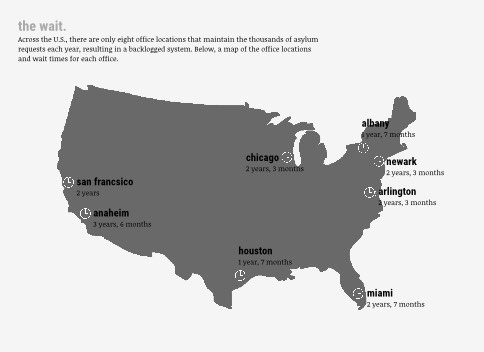 the wait.
Across the U.S., there are only eight office locations that maintain the thousands of asylum
requests each year, resulting in a backlogged system. Below, a map of the office locations
and wait times for each office.
albany
1 year, 7 months
chicago
2 years, 3 months
newark
2 years, 3 months
san francsico
2 years
arlington
2 years, 3 months
anaheim
3 years, 6 months
houston
1 year, 7 months
miami
2 years, 7 months